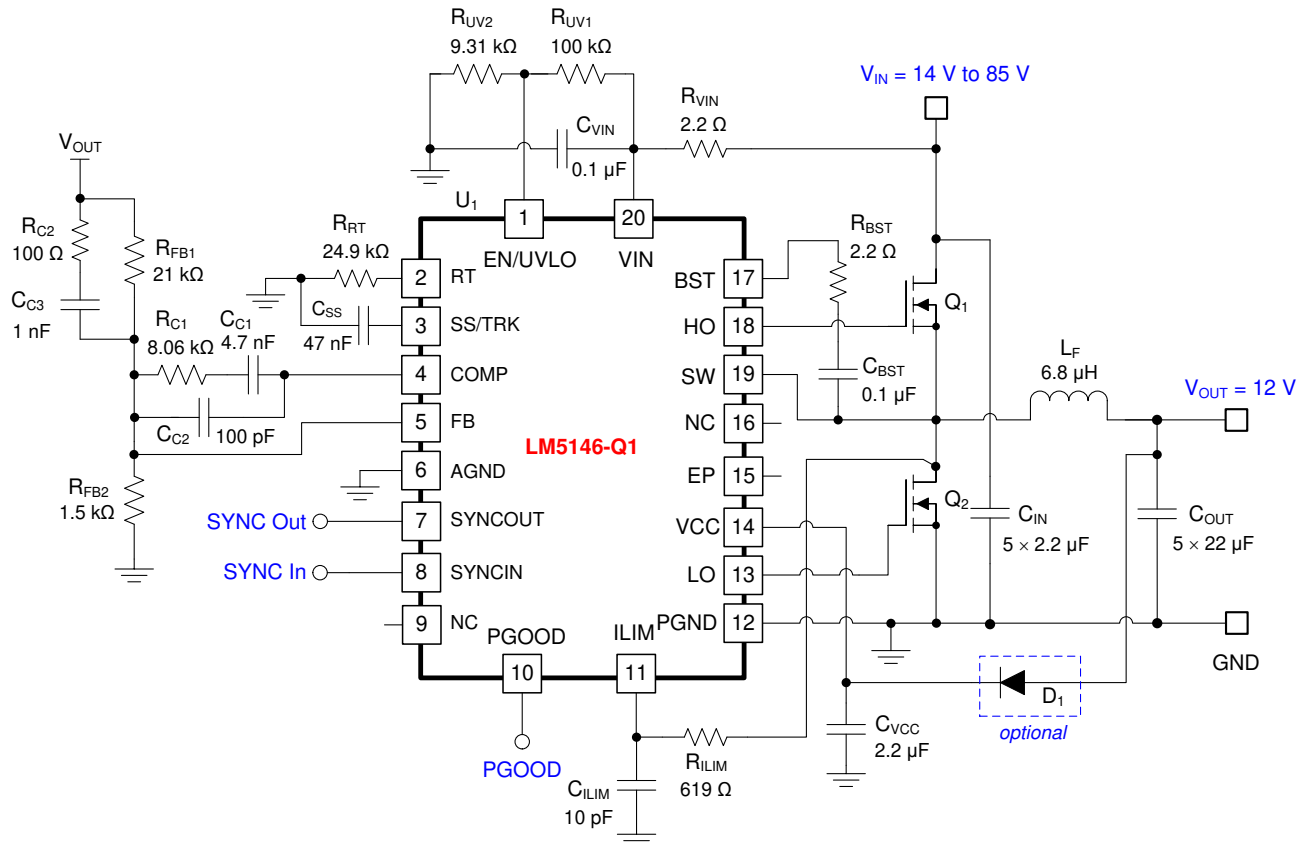 RUV2
9.31 kΩ
RUV1
100 kΩ
VIN = 14 V to 85 V
RVIN
2.2 Ω
CVIN
0.1 µF
VOUT
U1
1
EN/UVLO
20
VIN
RC2
100 Ω
RFB1
21 kΩ
RRT
24.9 kΩ
2
RT
BST
17
RBST
2.2 Ω
CC3
1 nF
CSS
47 nF
3
SS/TRK
HO
18
Q1
RC1
8.06 kΩ
CC1
4.7 nF
4
COMP
SW
19
CBST
0.1 µF
LF
6.8 µH
VOUT = 12 V
CC2
100 pF
5
FB
NC
16
LM5146-Q1
RFB2
1.5 kΩ
6
AGND
EP
15
Q2
SYNC Out
7
SYNCOUT
VCC
14
CIN
5 × 2.2 µF
COUT
5 × 22 µF
SYNC In
8
SYNCIN
LO
13
9
NC
PGOOD
10
ILIM
11
PGND
12
GND
D1
optional
PGOOD
CVCC
2.2 µF
RILIM
619 Ω
CILIM
10 pF